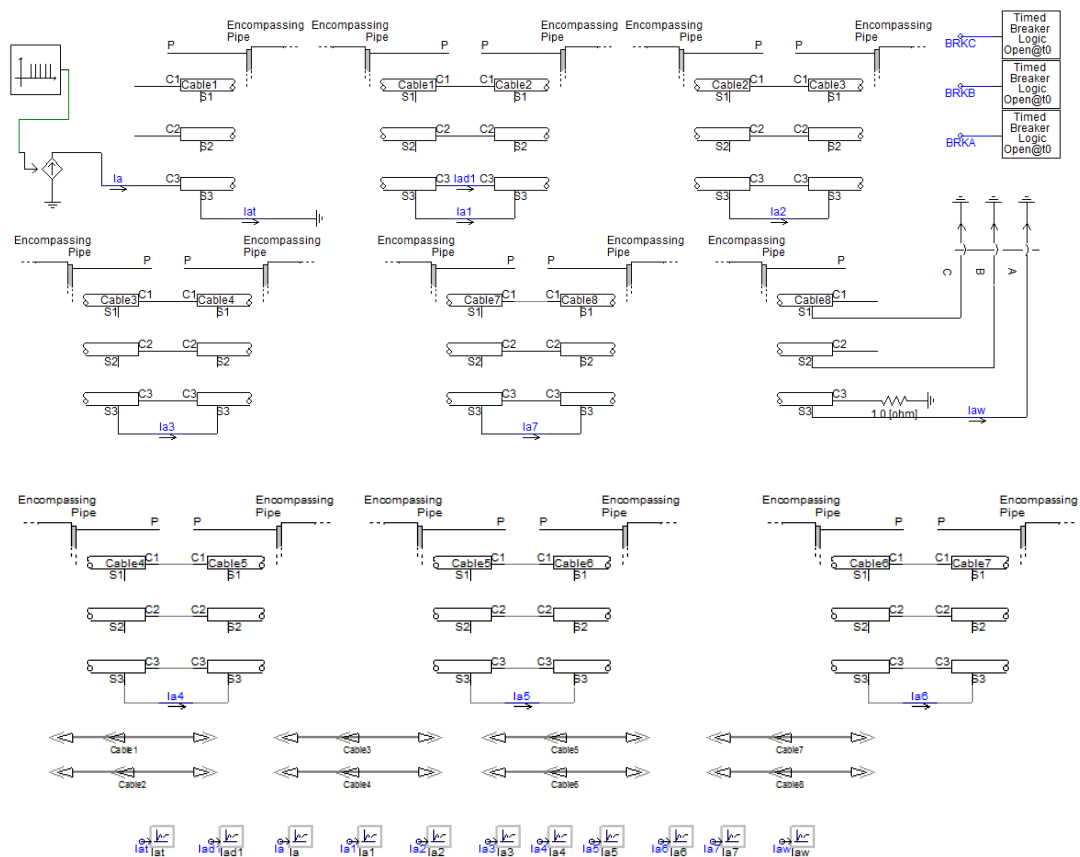 Encompassing Pipe
P
C1
Cable1
S1
C2
S2
C3
S3
Ia
Iat
Encompassing Pipe
P
C1
Cable1
S1
C2
S2
C3
S3
Iad1
Ia1
Encompassing Pipe
P
C1
Cable2
S1
C2
S2
C3
S3
Encompassing Pipe
P
C1
Cable2
S1
C2
S2
C3
S3
Ia2
Encompassing Pipe
P
C1
Cable3
S1
C2
S2
C3
S3
BRKC
Timed
Breaker
Logic
Open@t0
BRKB
Timed
Breaker
Logic
Open@t0
BRKA
Timed
Breaker
Logic
Open@t0
Encompassing Pipe
P
C1
Cable3
S1
C2
S2
C3
S3
Ia3
Encompassing Pipe
P
C1
Cable4
S1
C2
S2
C3
S3
Encompassing Pipe
P
C1
Cable7
S1
C2
S2
C3
S3
Ia7
Encompassing Pipe
P
C1
Cable8
S1
C2
S2
C3
S3
Encompassing Pipe
P
C1
Cable8
S1
C2
S2
C3
S3
1.0 [ohm]
Iaw
C
B
A
Encompassing Pipe
P
C1
Cable4
S1
C2
S2
C3
S3
Ia4
Encompassing Pipe
P
C1
Cable5
S1
C2
S2
C3
S3
Encompassing Pipe
P
C1
Cable5
S1
C2
S2
C3
S3
Ia5
Encompassing Pipe
P
C1
Cable6
S1
C2
S2
C3
S3
Encompassing Pipe
P
C1
Cable6
S1
C2
S2
C3
S3
Ia6
Encompassing Pipe
P
C1
Cable7
S1
C2
S2
C3
S3
Cable1
Cable3
Cable5
Cable7
Cable2
Cable4
Cable6
Cable8
Iat Iat
Iad1 Iad1
Ia Ia
Ia1 Ia1
Ia2 Ia2
Ia3 Ia3
Ia4 Ia4
Ia5 Ia5
Ia6 Ia6
Ia7 Ia7
Iaw Iaw